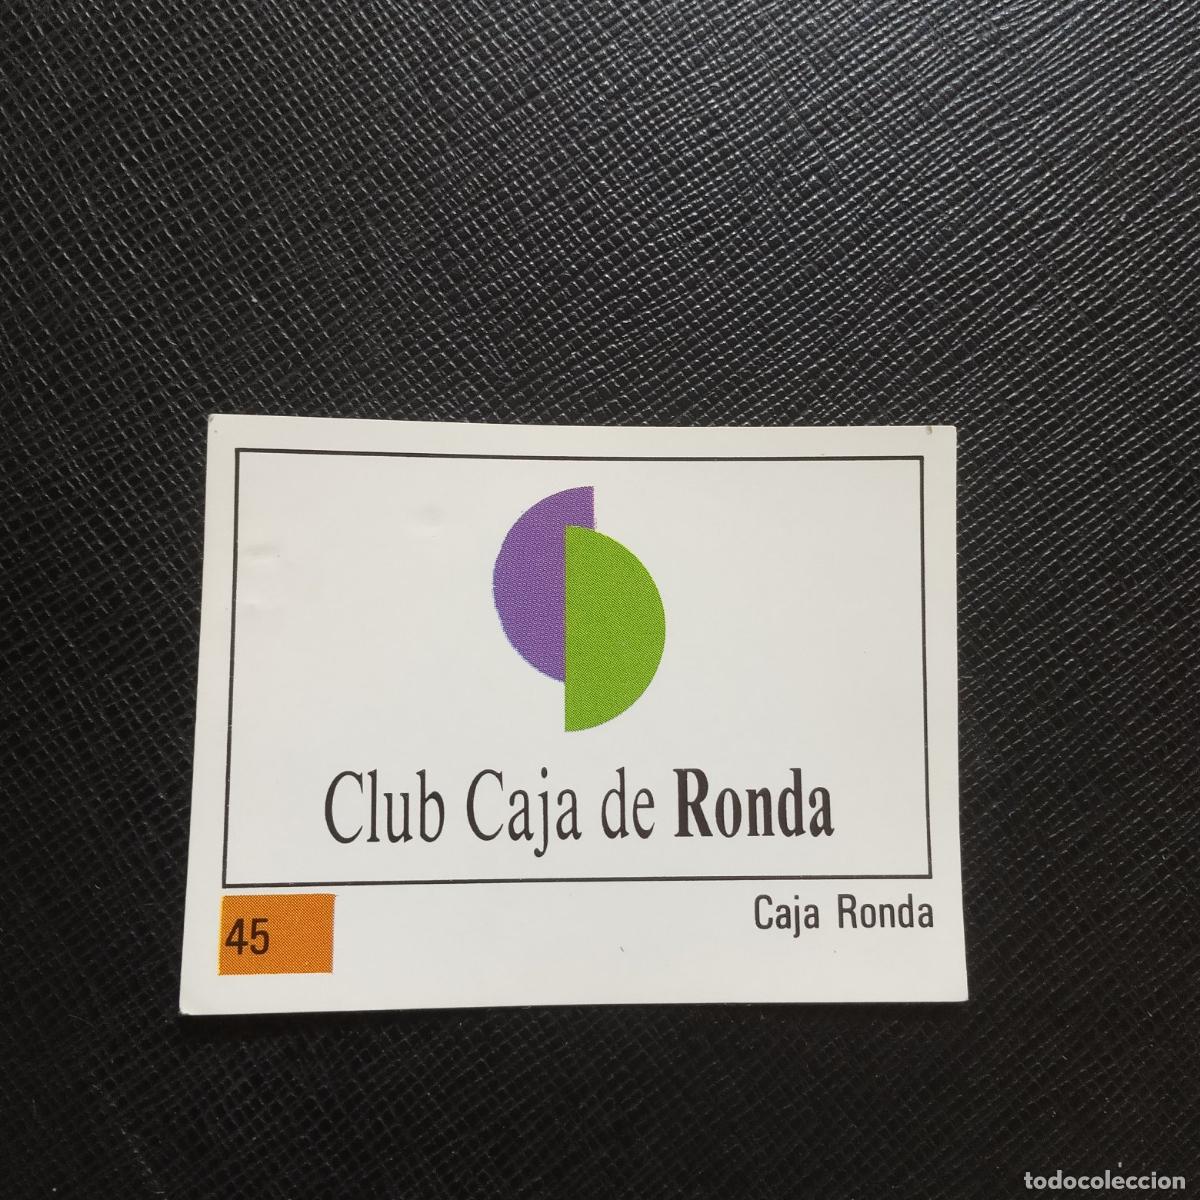 Club Caja de Ronda
45
Caja Ronda
todocoleccion